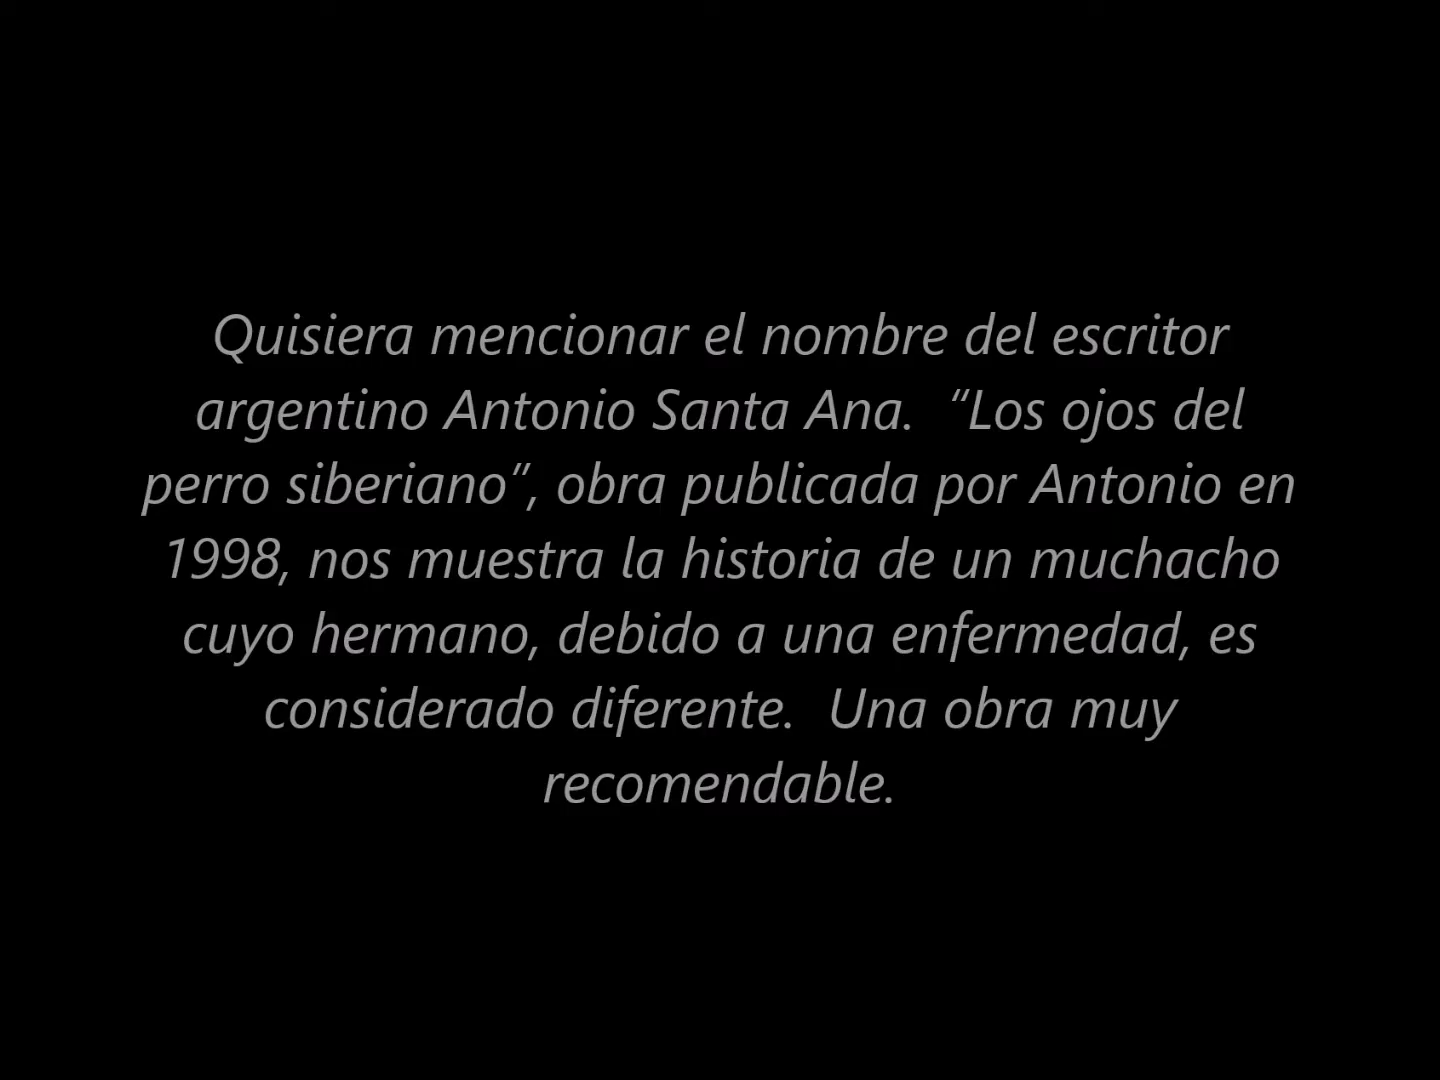 Quisiera mencionar el nombre del escritor
argentino Antonio Santa Ana.  “Los ojos del
perro siberiano”, obra publicada por Antonio en
1998, nos muestra la historia de un muchacho
cuyo hermano, debido a una enfermedad, es
considerado diferente.  Una obra muy
recomendable.